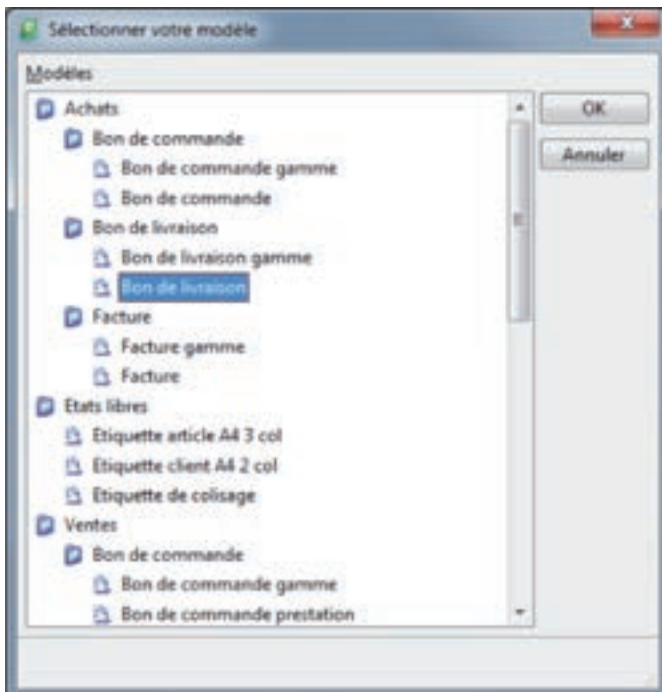 Sélectionner votre modèle
Modèles
Achats
OK
Bon de commande
Bon de commande gamme
Annuler
Bon de commande
Bon de livraison
Bon de livraison gamme
Bon de livraison
Facture
Facture gamme
Facture
Etats libres
Etiquette article A4 3 col
Etiquette client A4 2 col
Etiquette de colisage
Ventes
Bon de commande
Bon de commande gamme
Bon de commande prestation